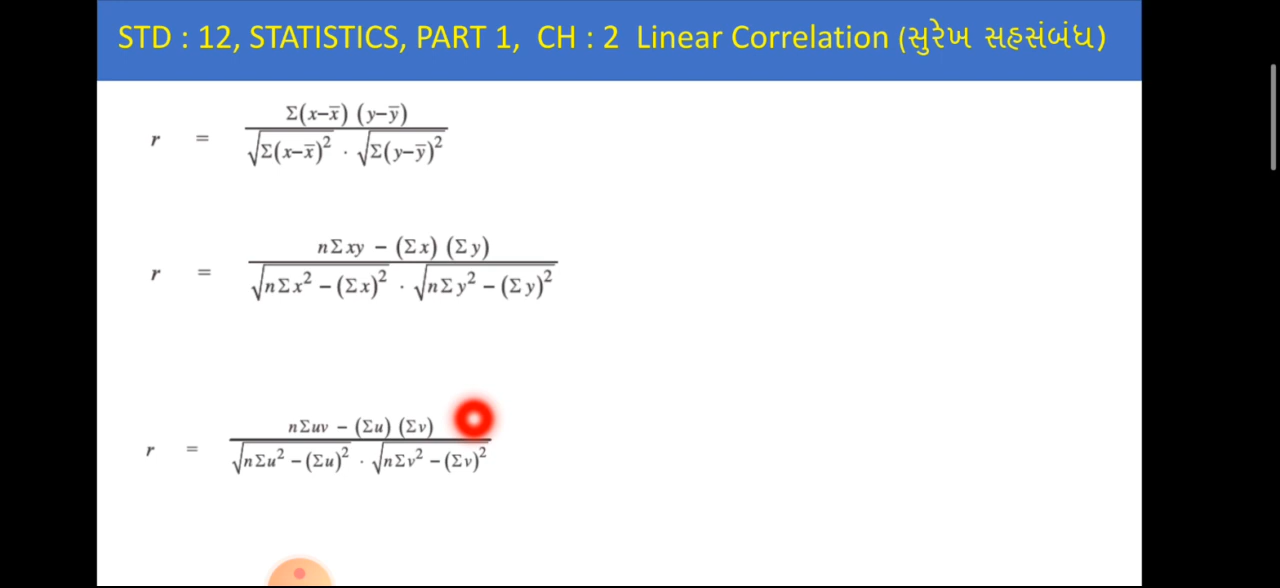 STD : 12, STATISTICS, PART 1, CH : 2 Linear Correlation (સુરેખ સહસંબંધ)
r = Σ(x–x̄) (y–ȳ) / √Σ(x–x̄)² · √Σ(y–ȳ)²
r = nΣxy – (Σx) (Σy) / √nΣx² – (Σx)² · √nΣy² – (Σy)²
r = nΣuv – (Σu) (Σv) / √nΣu² – (Σu)² · √nΣv² – (Σv)²